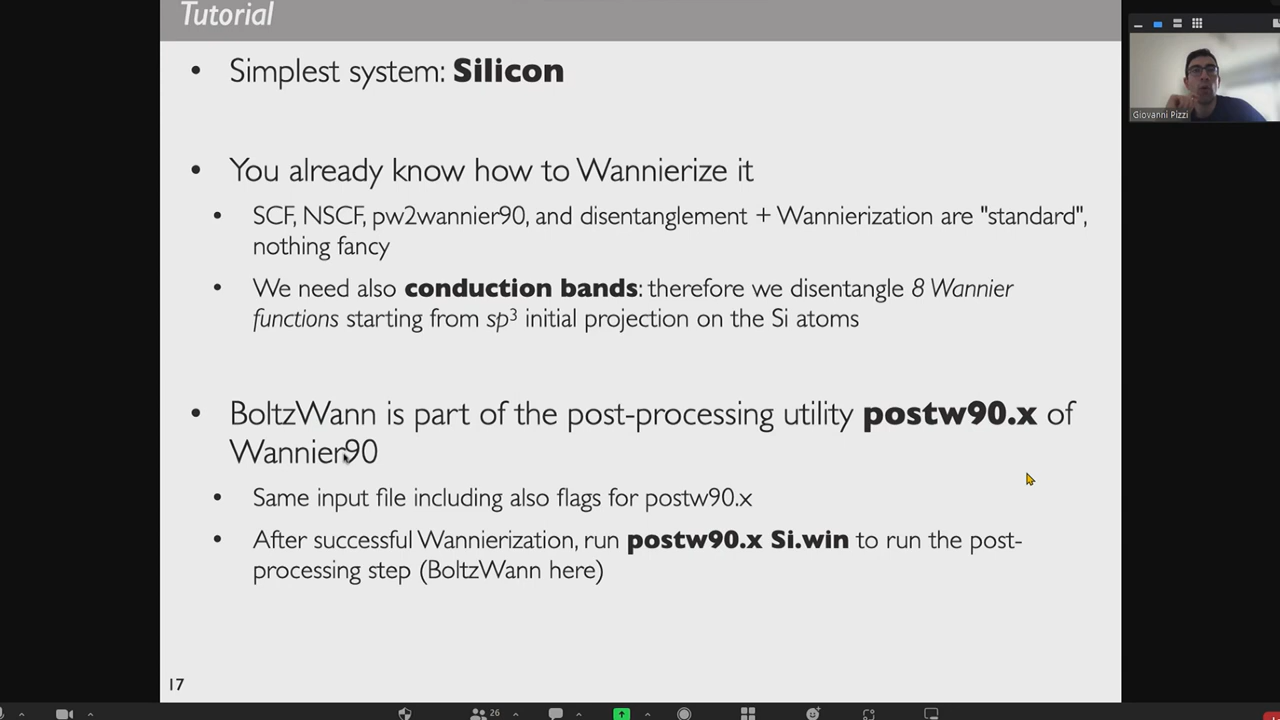 Tutorial
• Simplest system: Silicon
• You already know how to Wannierize it
• SCF, NSCF, pw2wannier90, and disentanglement + Wannierization are "standard",
nothing fancy
• We need also conduction bands: therefore we disentangle 8 Wannier
functions starting from sp³ initial projection on the Si atoms
• BoltzWann is part of the post-processing utility postw90.x of
Wannier90
• Same input file including also flags for postw90.x
• After successful Wannierization, run postw90.x Si.win to run the post-
processing step (BoltzWann here)
17
Giovanni Pizzi
26